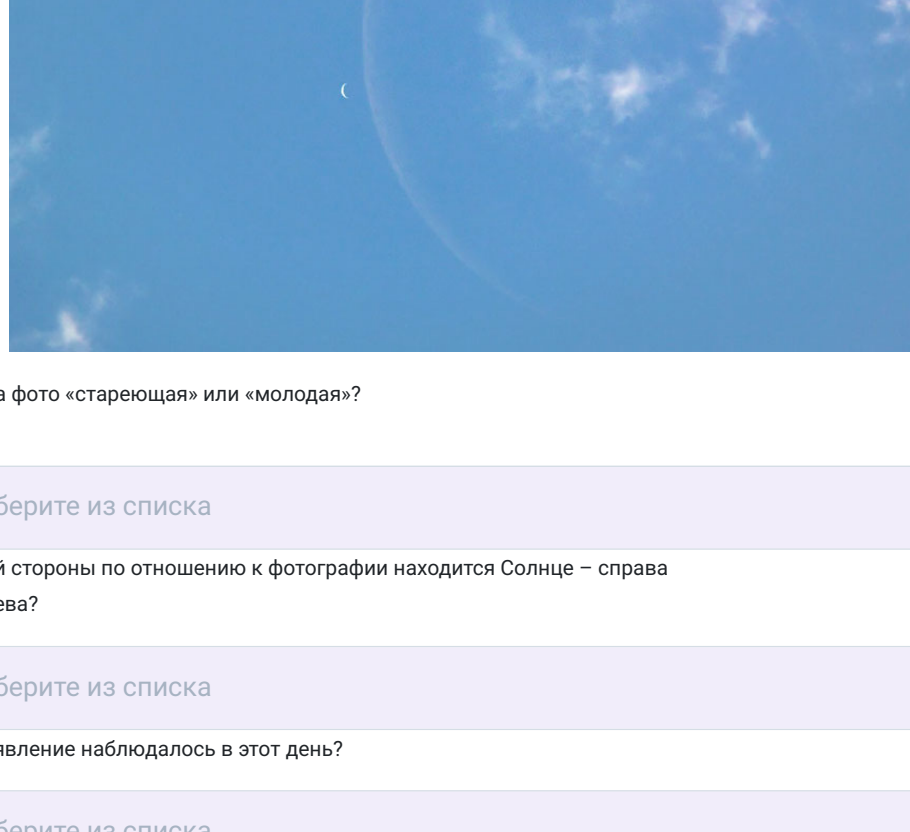 а фото «стареющая» или «молодая»?
берите из списка
й стороны по отношению к фотографии находится Солнце – справа
ева?
берите из списка
явление наблюдалось в этот день?
берите из списка